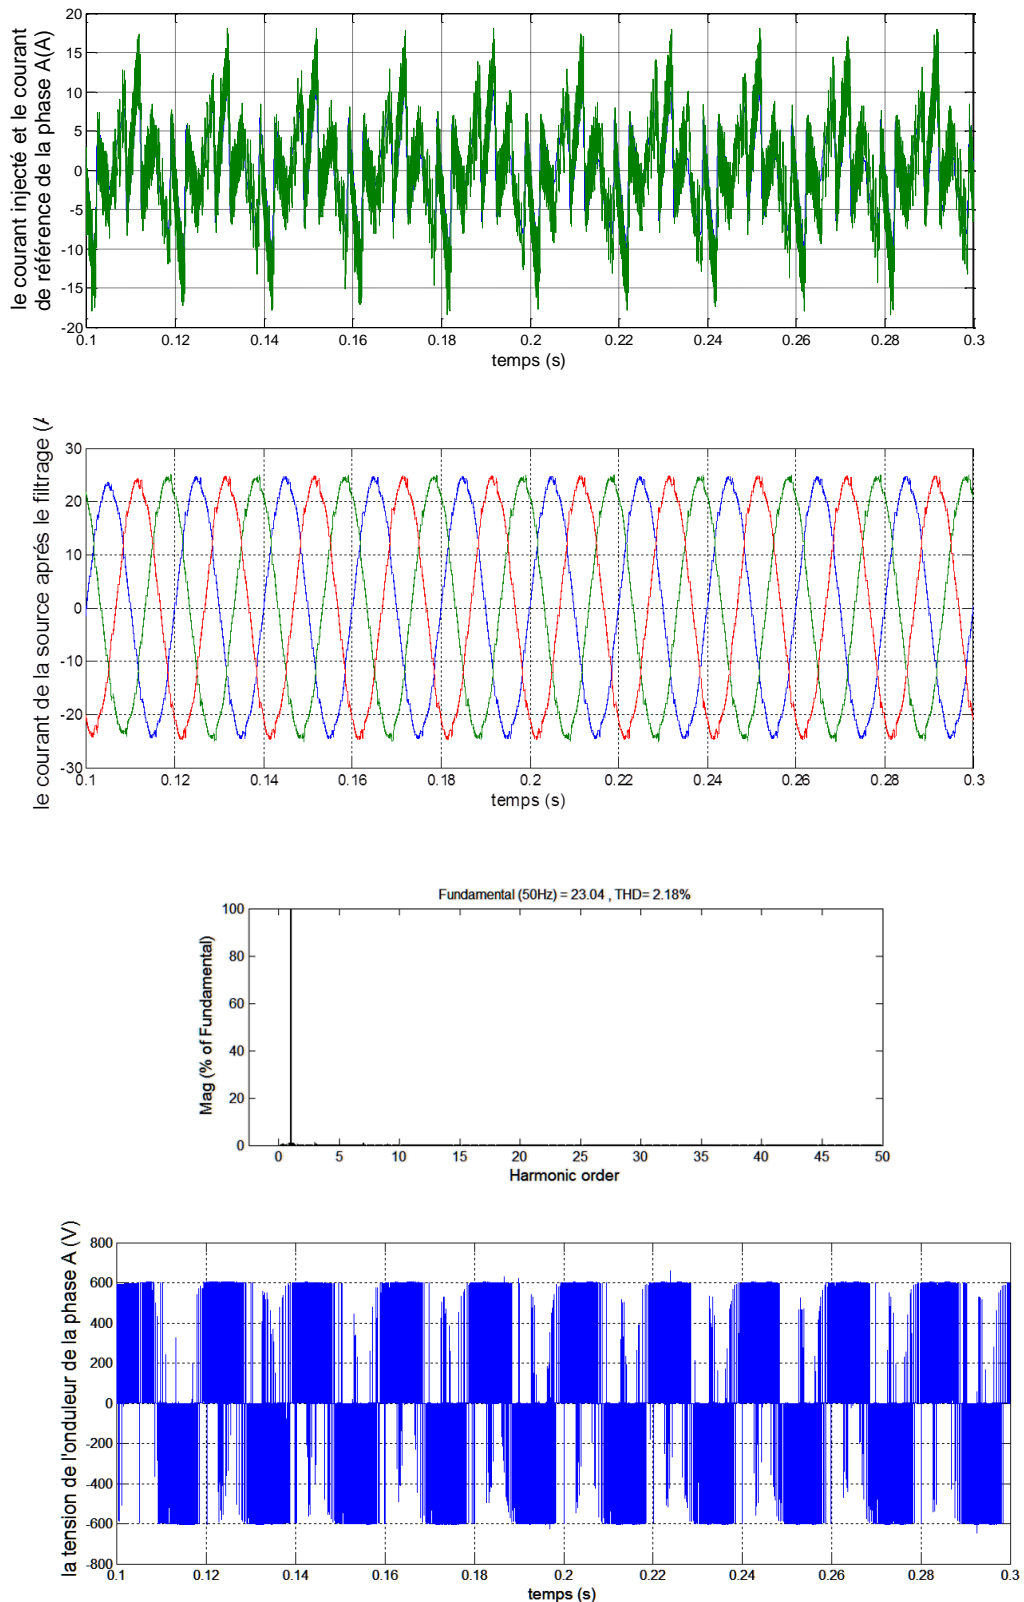 le courant injecté et le courant
de référence de la phase A(A)
20
15
10
5
0
-5
-10
-15
-20
0.1 0.12 0.14 0.16 0.18 0.2 0.22 0.24 0.26 0.28 0.3
temps (s)
le courant de la source aprés le filtrage (
30
20
10
0
-10
-20
-30
0.1 0.12 0.14 0.16 0.18 0.2 0.22 0.24 0.26 0.28 0.3
temps (s)
Fundamental (50Hz) = 23.04 , THD= 2.18%
Mag (% of Fundamental)
100
80
60
40
20
0
0 5 10 15 20 25 30 35 40 45 50
Harmonic order
la tension de l'onduleur de la phase A (V)
800
600
400
200
0
-200
-400
-600
-800
0.1 0.12 0.14 0.16 0.18 0.2 0.22 0.24 0.26 0.28 0.3
temps (s)